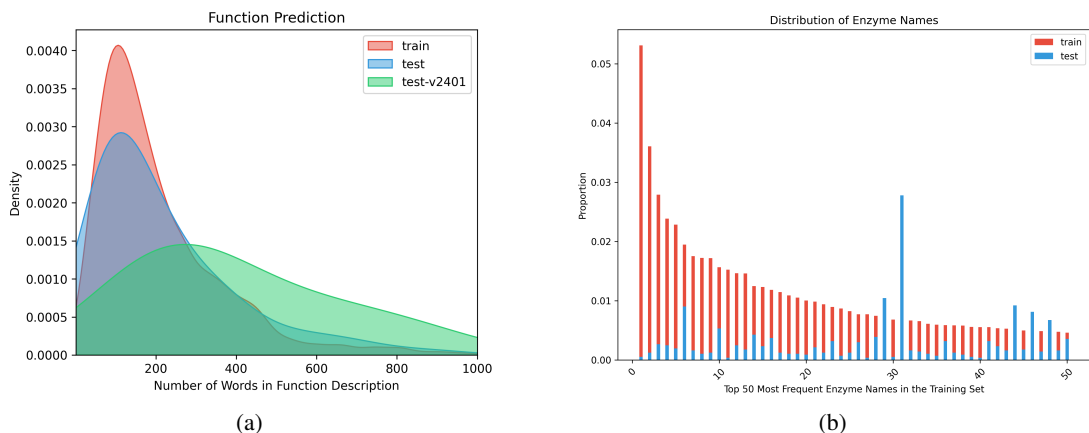 Function Prediction
train
test
test-v2401
0.0040
0.0035
0.0030
0.0025
0.0020
0.0015
0.0010
0.0005
0.0000
Density
200
400
600
800
1000
Number of Words in Function Description
(a)
Distribution of Enzyme Names
train
test
0.05
0.04
0.03
0.02
0.01
0.00
Proportion
0
10
20
30
40
50
Top 50 Most Frequent Enzyme Names in the Training Set
(b)